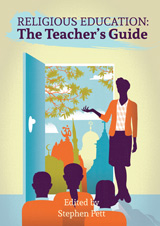 RELIGIOUS EDUCATION:
The Teacher's Guide
Edited by
Stephen Pett